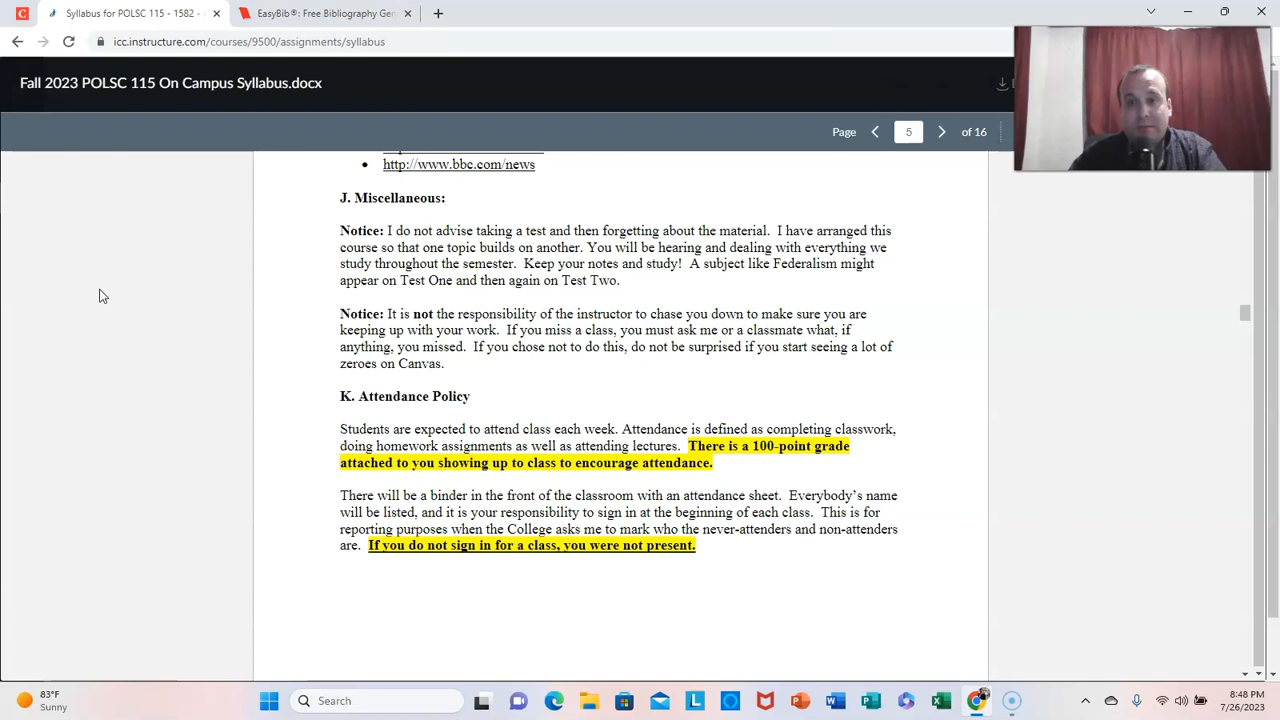 Syllabus for POLSC 115 - 1582 -
EasyBib®: Free Bibliography Gen
icc.instructure.com/courses/9500/assignments/syllabus
Fall 2023 POLSC 115 On Campus Syllabus.docx
Page 5 of 16
http://www.bbc.com/news
J. Miscellaneous:
Notice: I do not advise taking a test and then forgetting about the material. I have arranged this
course so that one topic builds on another. You will be hearing and dealing with everything we
study throughout the semester. Keep your notes and study! A subject like Federalism might
appear on Test One and then again on Test Two.
Notice: It is not the responsibility of the instructor to chase you down to make sure you are
keeping up with your work. If you miss a class, you must ask me or a classmate what, if
anything, you missed. If you chose not to do this, do not be surprised if you start seeing a lot of
zeroes on Canvas.
K. Attendance Policy
Students are expected to attend class each week. Attendance is defined as completing classwork,
doing homework assignments as well as attending lectures. There is a 100-point grade
attached to you showing up to class to encourage attendance.
There will be a binder in the front of the classroom with an attendance sheet. Everybody's name
will be listed, and it is your responsibility to sign in at the beginning of each class. This is for
reporting purposes when the College asks me to mark who the never-attenders and non-attenders
are. If you do not sign in for a class, you were not present.
83°F
Sunny
Search
8:48 PM
7/26/2023